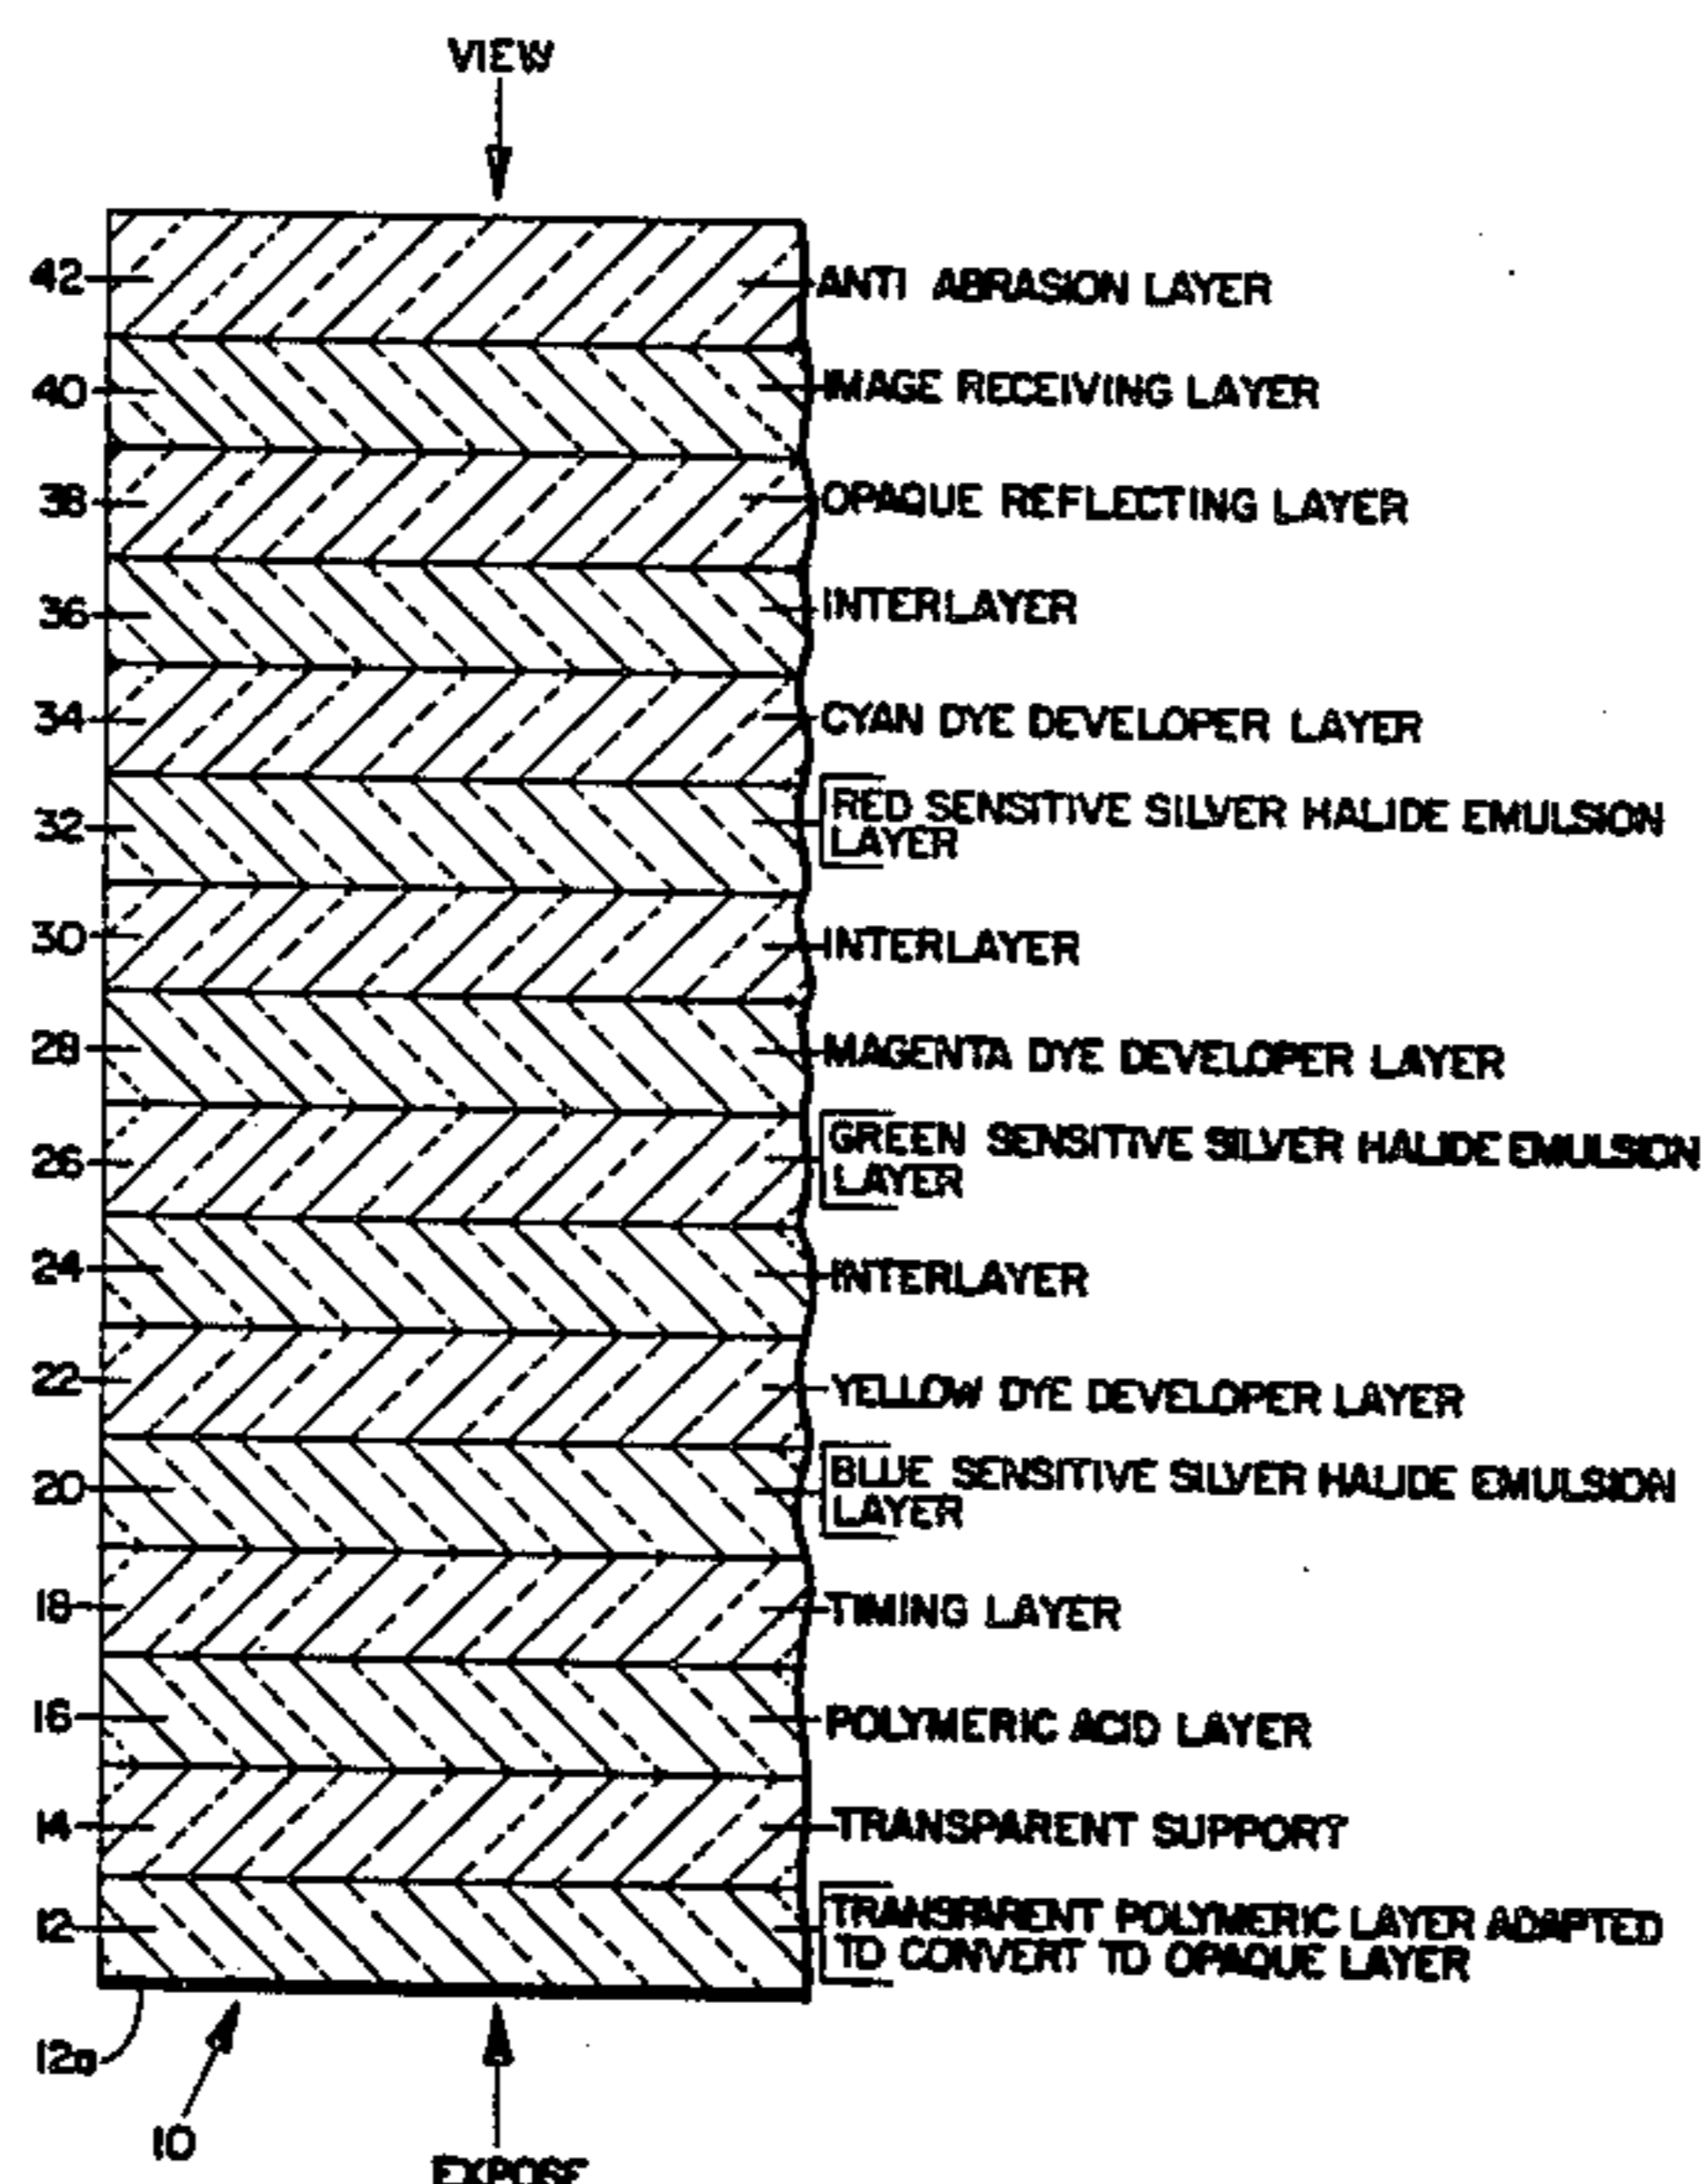 VIEW
42 ANTI ABRASION LAYER
40 IMAGE RECEIVING LAYER
38 OPAQUE REFLECTING LAYER
36 INTERLAYER
34 CYAN DYE DEVELOPER LAYER
32 RED SENSITIVE SILVER HALIDE EMULSION
LAYER
30 INTERLAYER
28 MAGENTA DYE DEVELOPER LAYER
26 GREEN SENSITIVE SILVER HALIDE EMULSION
LAYER
24 INTERLAYER
22 YELLOW DYE DEVELOPER LAYER
20 BLUE SENSITIVE SILVER HALIDE EMULSION
LAYER
18 TIMING LAYER
16 POLYMERIC ACID LAYER
14 TRANSPARENT SUPPORT
12 TRANSPARENT POLYMERIC LAYER ADAPTED
TO CONVERT TO OPAQUE LAYER
12a
10
EXPOSE